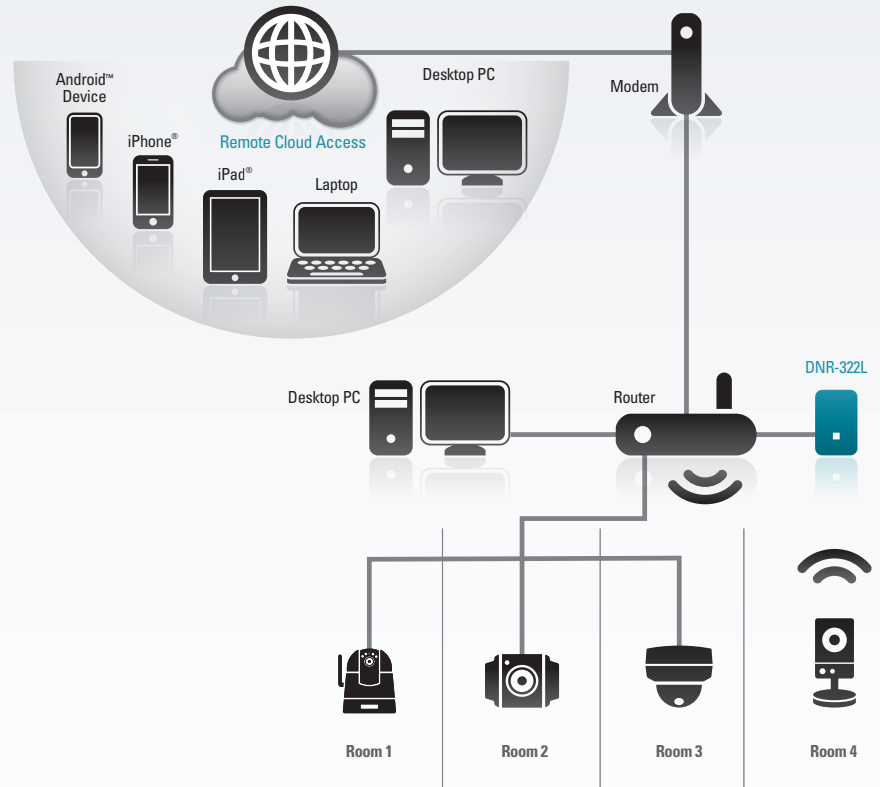 Android™
Device
iPhone®
iPad®
Laptop
Remote Cloud Access
Desktop PC
Modem
Desktop PC
Router
DNR-322L
Room 1
Room 2
Room 3
Room 4